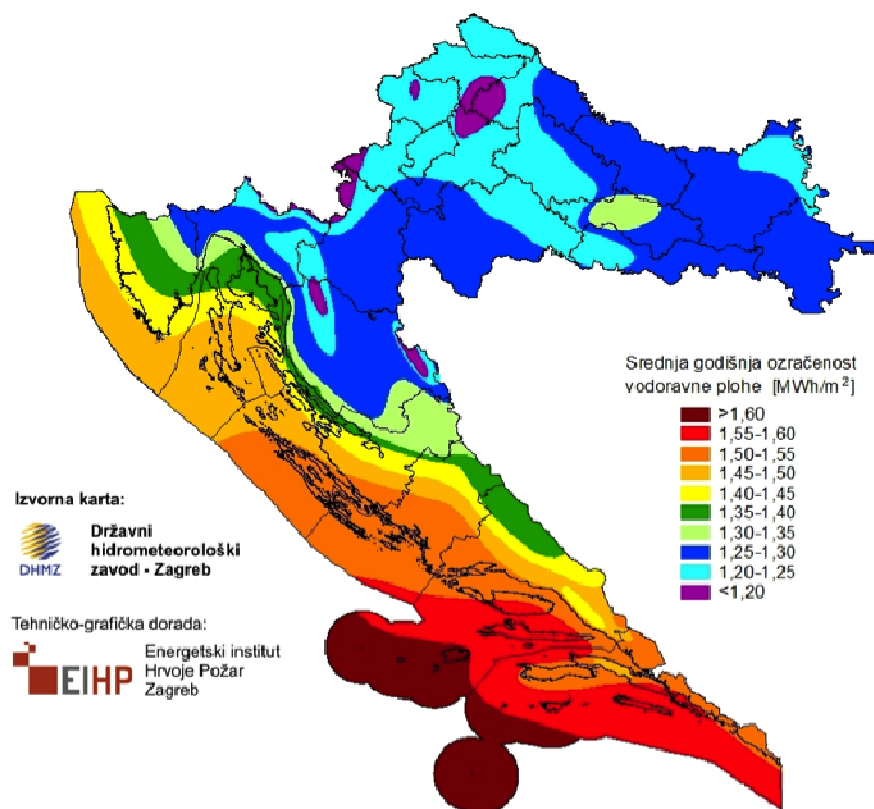 Srednja godišnja ozračenost
vodoravne plohe [MWh/m²]
>1,60
1,55-1,60
1,50-1,55
1,45-1,50
1,40-1,45
1,35-1,40
1,30-1,35
1,25-1,30
1,20-1,25
<1,20
Izvorna karta:
DHMZ
Državni
hidrometeorološki
zavod - Zagreb
Tehničko-grafička dorada:
EIHP
Energetski institut
Hrvoje Požar
Zagreb